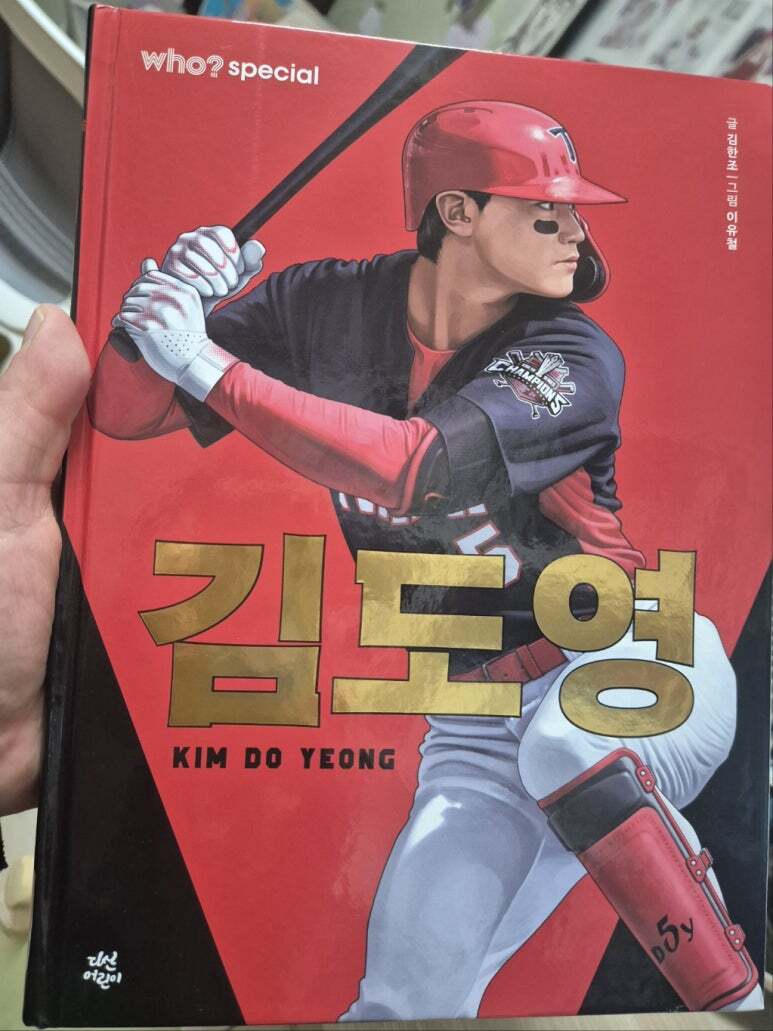 who? special
글 김한조 | 그림 이유철
T
CHAMPIONS
5
김도영
KIM DO YEONG
D5Y
다산
어린이